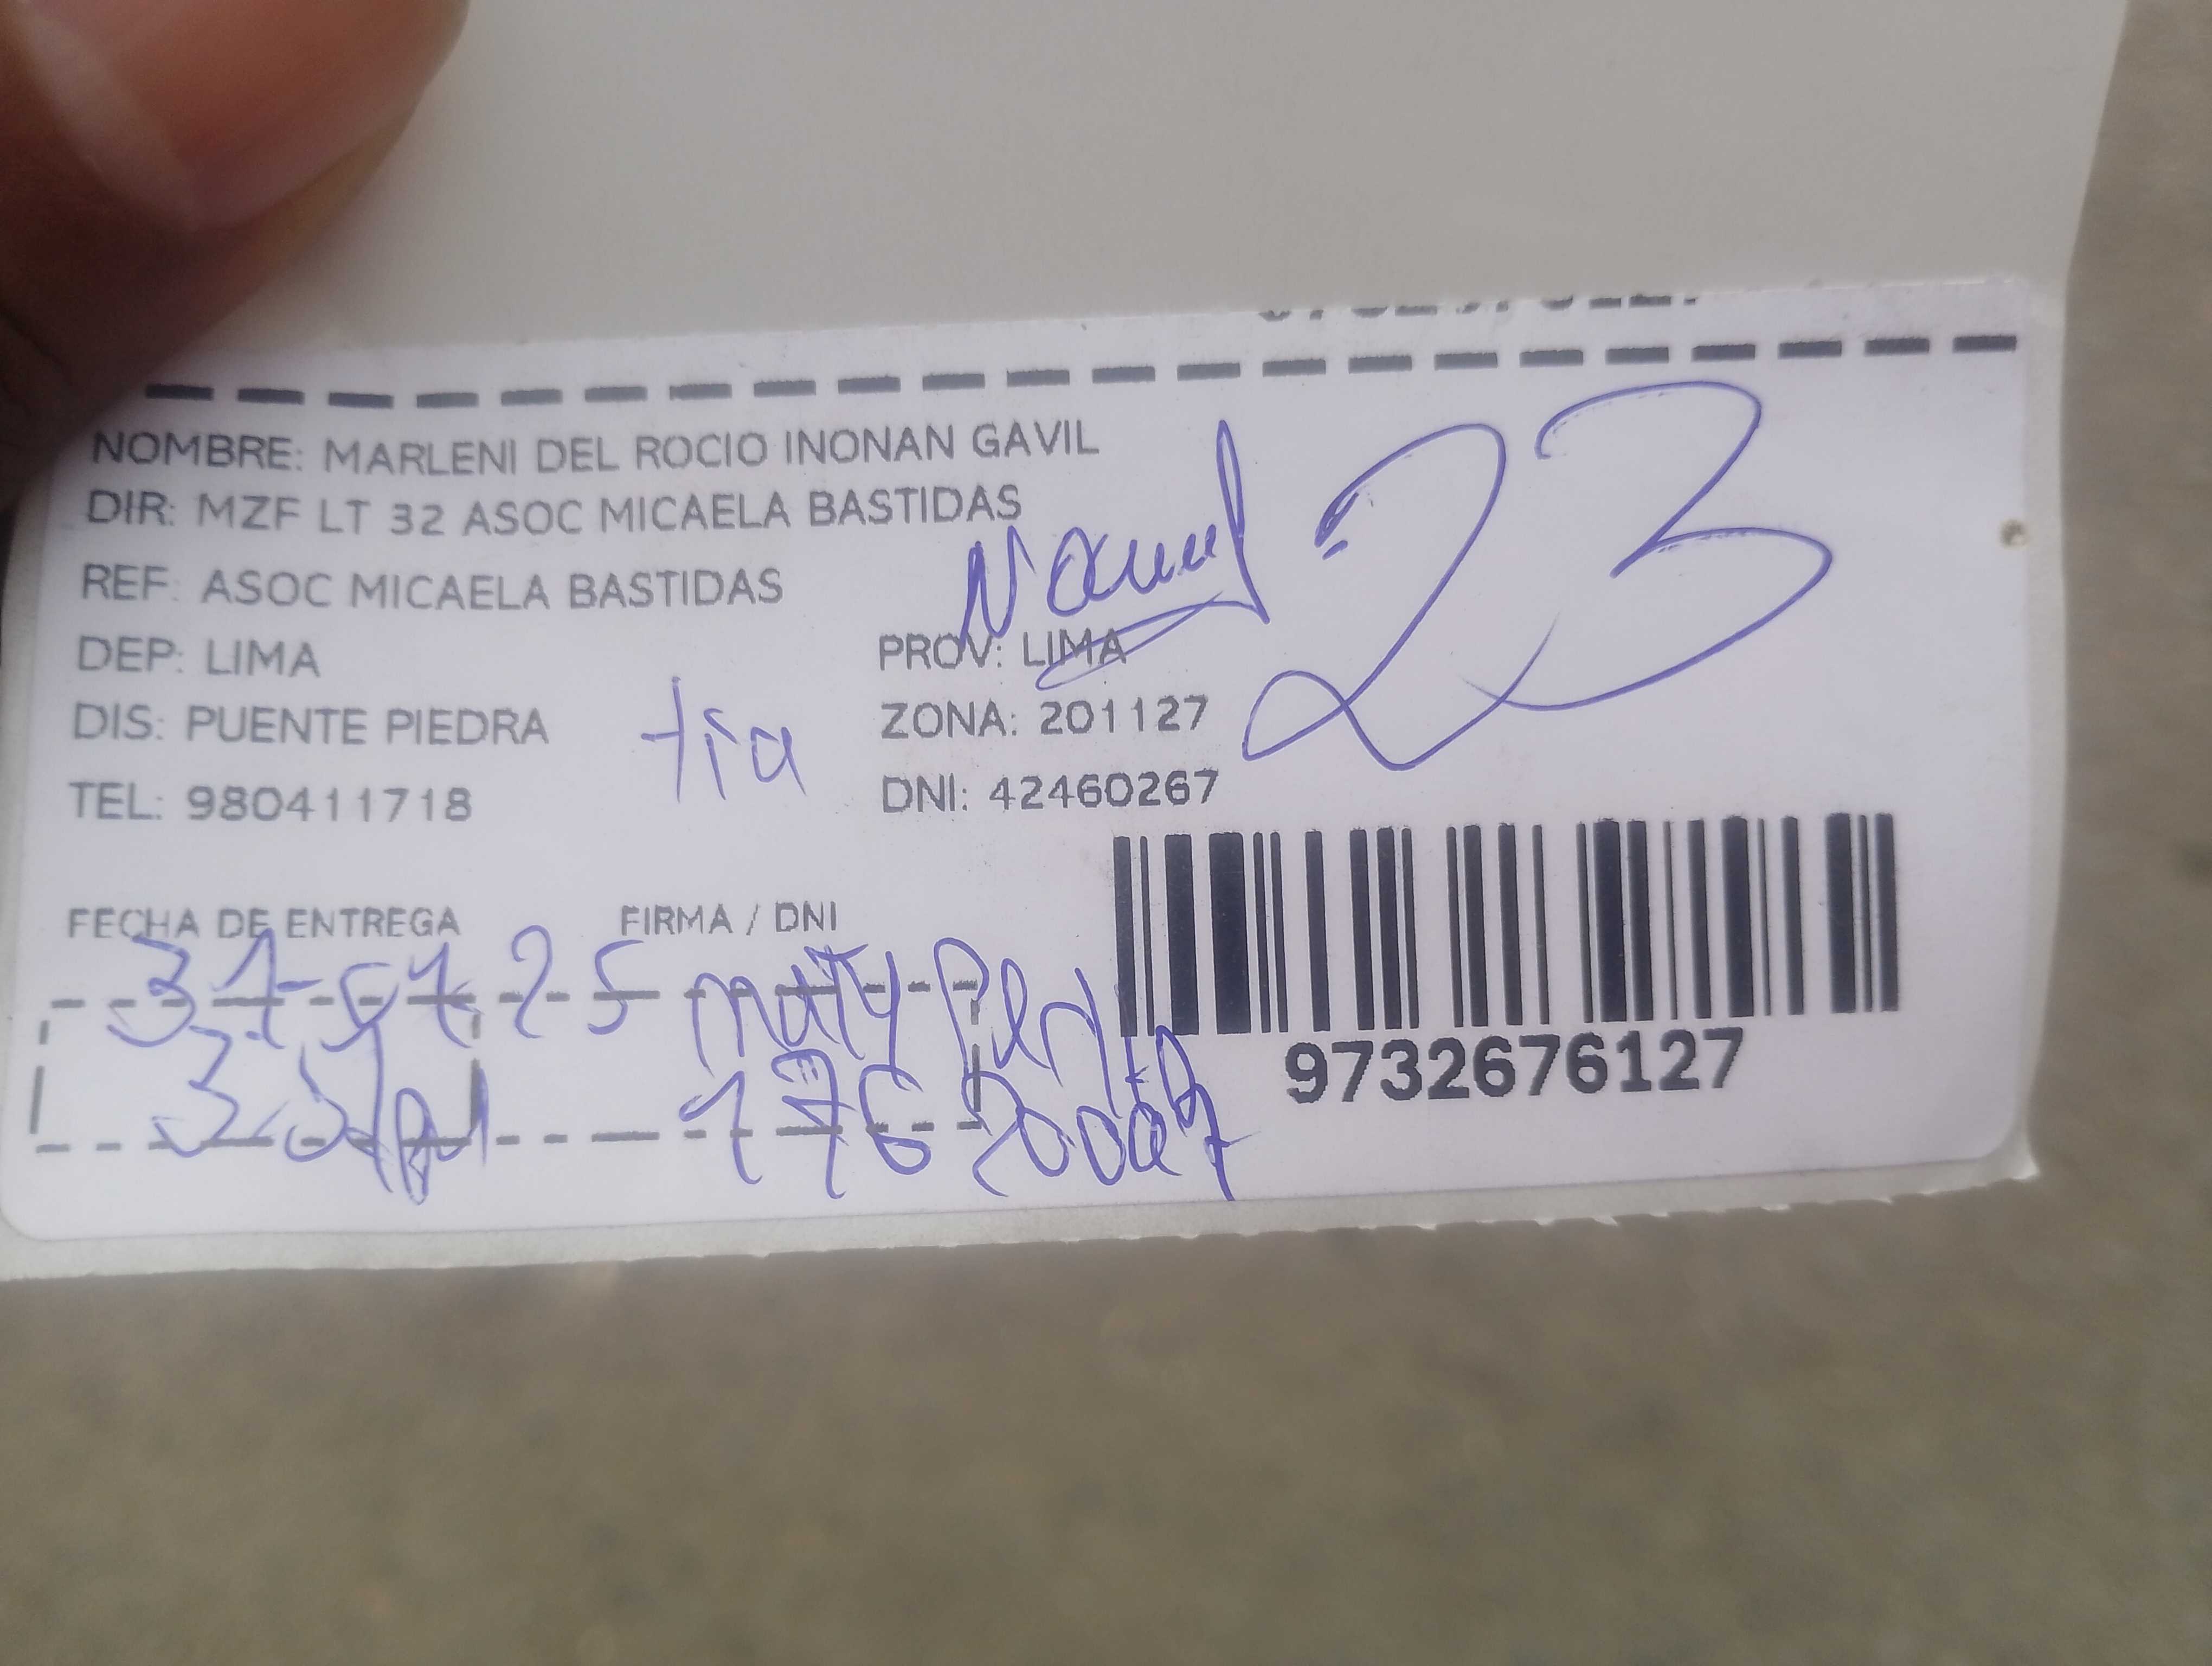 NOMBRE: MARLENI DEL ROCIO INONAN GAVIL
DIR: MZF LT 32 ASOC MICAELA BASTIDAS
REF: ASOC MICAELA BASTIDAS
DEP: LIMA PROV: LIMA
23
DIS: PUENTE PIEDRA tia ZONA: 201127
TEL: 980411718 DNI: 42460267
FECHA DE ENTREGA FIRMA / DNI
9732676127